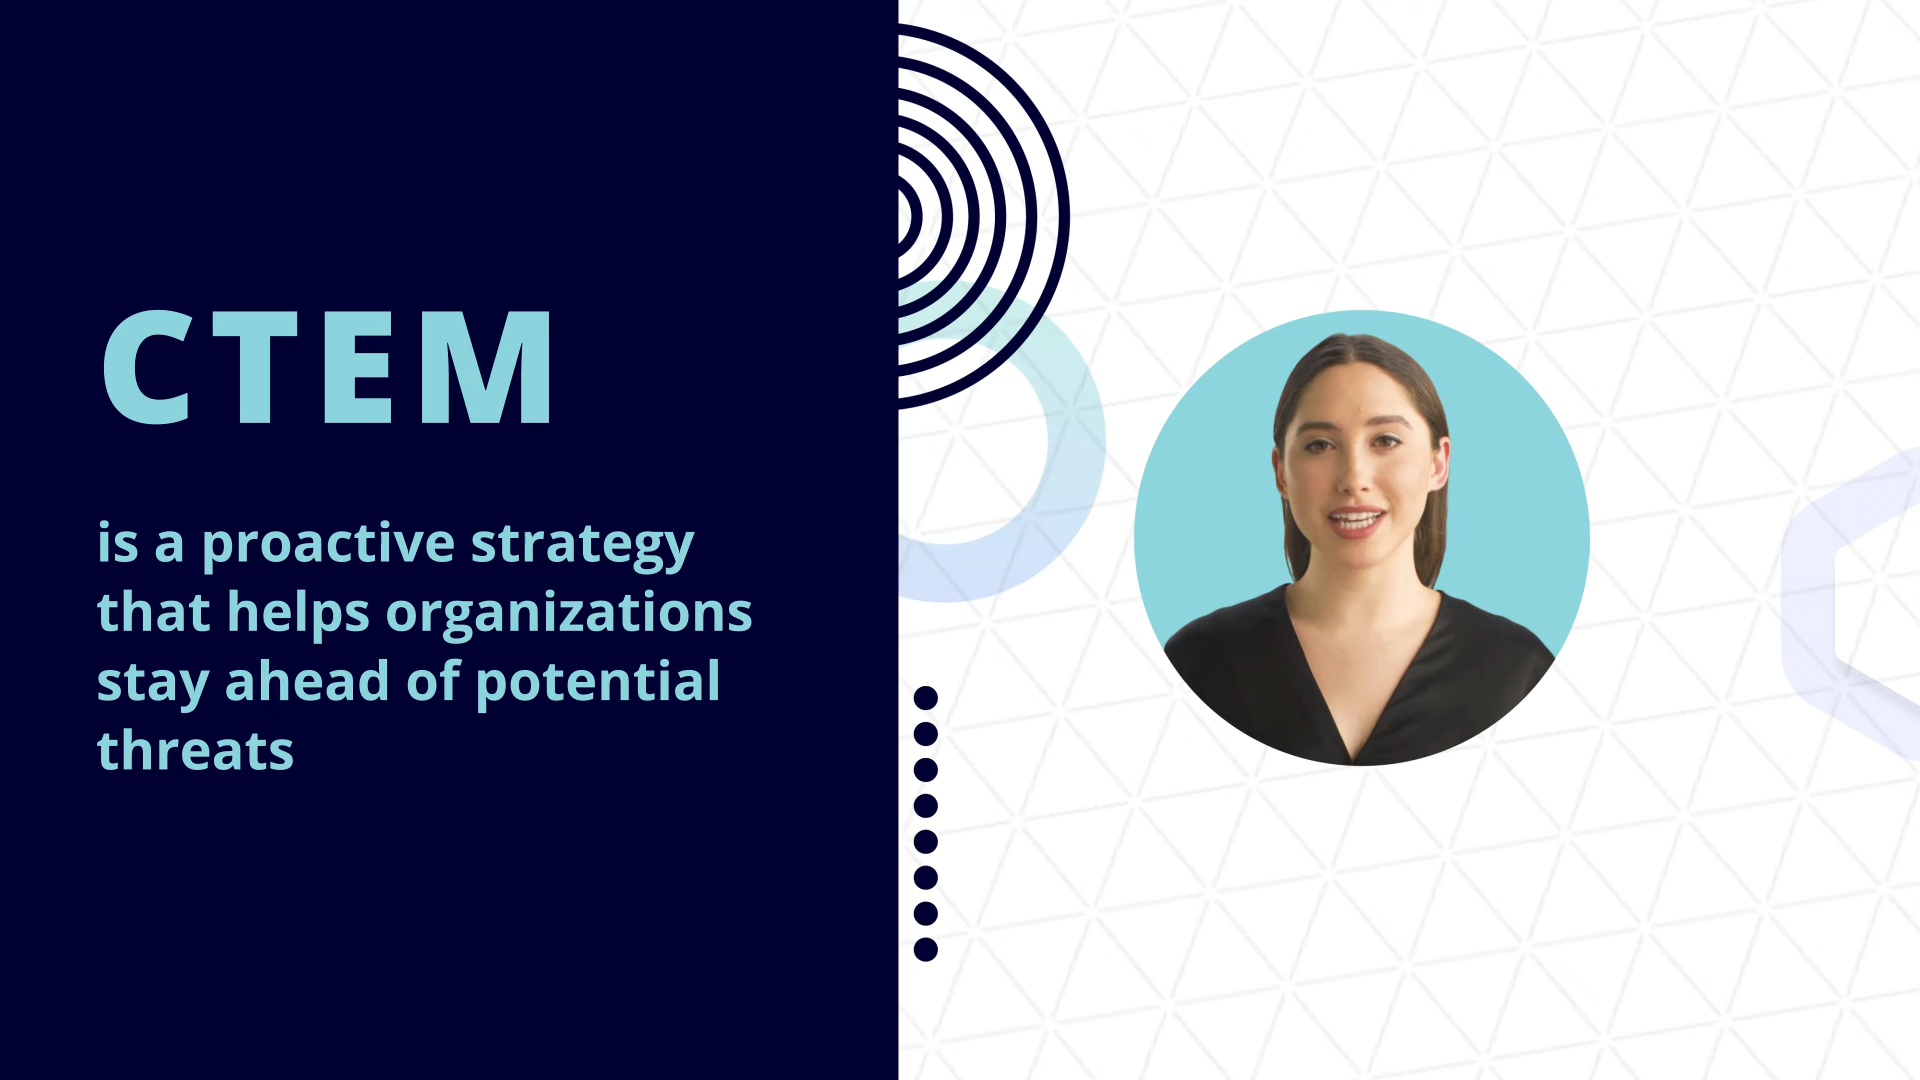 CTEM
is a proactive strategy
that helps organizations
stay ahead of potential
threats